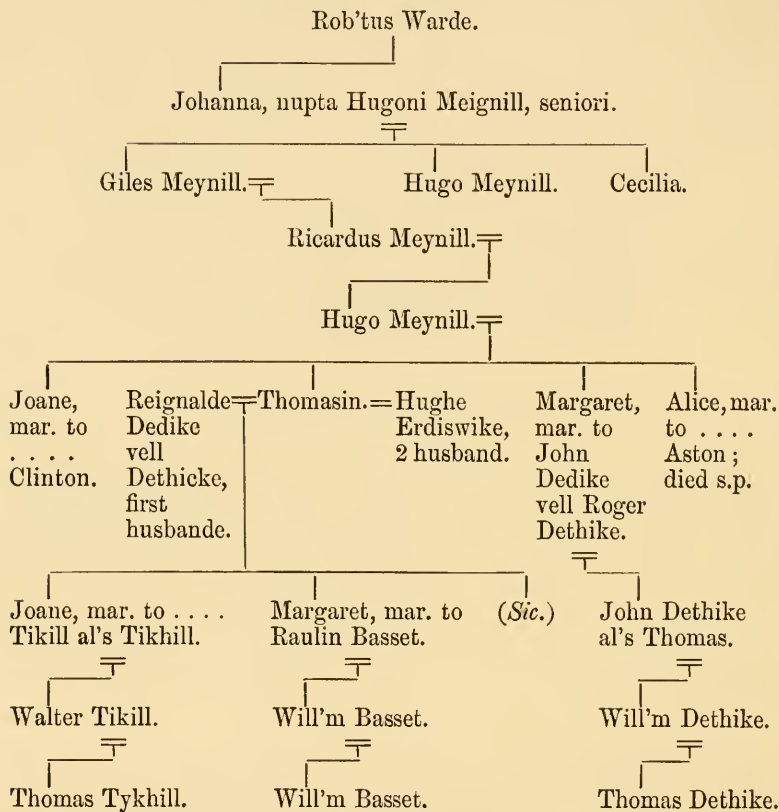 Rob'tus Warde.
Johanna, nupta Hugoni Meignill, seniori.
Giles Meynill. Hugo Meynill. Cecilia.
Ricardus Meynill.
Hugo Meynill.
Joane,
mar. to
. . . .
Clinton.
Reignalde
Dedike
vell
Dethicke,
first
husbande.
Thomasin. =
Hughe
Erdiswike,
2 husband.
Margaret,
mar. to
John
Dedike
vell Roger
Dethike.
Alice, mar.
to . . . .
Aston ;
died s.p.
Joane, mar. to . . . .
Tikill al's Tikhill.
Margaret, mar. to
Raulin Basset.
(Sic.)
John Dethike
al's Thomas.
Walter Tikill. Will'm Basset. Will'm Dethike.
Thomas Tykhill. Will'm Basset. Thomas Dethike.